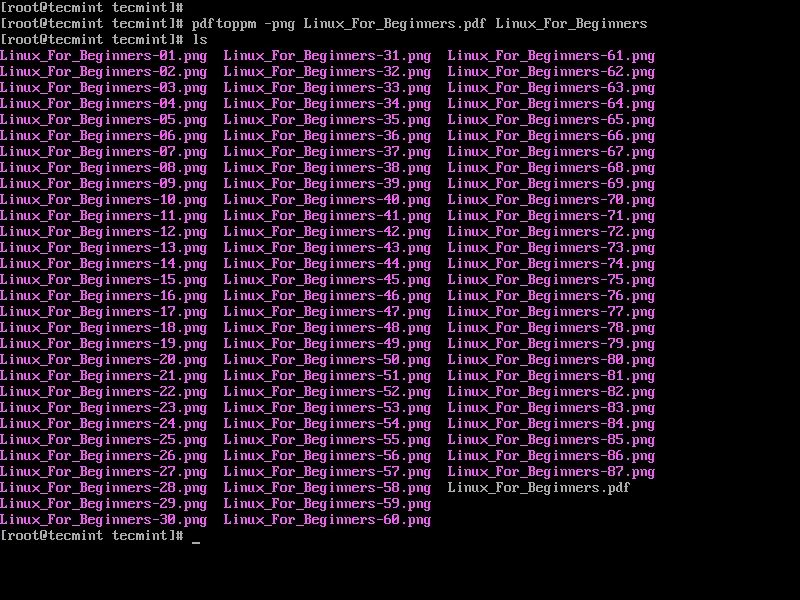 [root@tecmint tecmint]#
[root@tecmint tecmint]# pdftoppm -png Linux_For_Beginners.pdf Linux_For_Beginners
[root@tecmint tecmint]# ls
Linux_For_Beginners-01.png  Linux_For_Beginners-31.png  Linux_For_Beginners-61.png
Linux_For_Beginners-02.png  Linux_For_Beginners-32.png  Linux_For_Beginners-62.png
Linux_For_Beginners-03.png  Linux_For_Beginners-33.png  Linux_For_Beginners-63.png
Linux_For_Beginners-04.png  Linux_For_Beginners-34.png  Linux_For_Beginners-64.png
Linux_For_Beginners-05.png  Linux_For_Beginners-35.png  Linux_For_Beginners-65.png
Linux_For_Beginners-06.png  Linux_For_Beginners-36.png  Linux_For_Beginners-66.png
Linux_For_Beginners-07.png  Linux_For_Beginners-37.png  Linux_For_Beginners-67.png
Linux_For_Beginners-08.png  Linux_For_Beginners-38.png  Linux_For_Beginners-68.png
Linux_For_Beginners-09.png  Linux_For_Beginners-39.png  Linux_For_Beginners-69.png
Linux_For_Beginners-10.png  Linux_For_Beginners-40.png  Linux_For_Beginners-70.png
Linux_For_Beginners-11.png  Linux_For_Beginners-41.png  Linux_For_Beginners-71.png
Linux_For_Beginners-12.png  Linux_For_Beginners-42.png  Linux_For_Beginners-72.png
Linux_For_Beginners-13.png  Linux_For_Beginners-43.png  Linux_For_Beginners-73.png
Linux_For_Beginners-14.png  Linux_For_Beginners-44.png  Linux_For_Beginners-74.png
Linux_For_Beginners-15.png  Linux_For_Beginners-45.png  Linux_For_Beginners-75.png
Linux_For_Beginners-16.png  Linux_For_Beginners-46.png  Linux_For_Beginners-76.png
Linux_For_Beginners-17.png  Linux_For_Beginners-47.png  Linux_For_Beginners-77.png
Linux_For_Beginners-18.png  Linux_For_Beginners-48.png  Linux_For_Beginners-78.png
Linux_For_Beginners-19.png  Linux_For_Beginners-49.png  Linux_For_Beginners-79.png
Linux_For_Beginners-20.png  Linux_For_Beginners-50.png  Linux_For_Beginners-80.png
Linux_For_Beginners-21.png  Linux_For_Beginners-51.png  Linux_For_Beginners-81.png
Linux_For_Beginners-22.png  Linux_For_Beginners-52.png  Linux_For_Beginners-82.png
Linux_For_Beginners-23.png  Linux_For_Beginners-53.png  Linux_For_Beginners-83.png
Linux_For_Beginners-24.png  Linux_For_Beginners-54.png  Linux_For_Beginners-84.png
Linux_For_Beginners-25.png  Linux_For_Beginners-55.png  Linux_For_Beginners-85.png
Linux_For_Beginners-26.png  Linux_For_Beginners-56.png  Linux_For_Beginners-86.png
Linux_For_Beginners-27.png  Linux_For_Beginners-57.png  Linux_For_Beginners-87.png
Linux_For_Beginners-28.png  Linux_For_Beginners-58.png  Linux_For_Beginners.pdf
Linux_For_Beginners-29.png  Linux_For_Beginners-59.png
Linux_For_Beginners-30.png  Linux_For_Beginners-60.png
[root@tecmint tecmint]# _